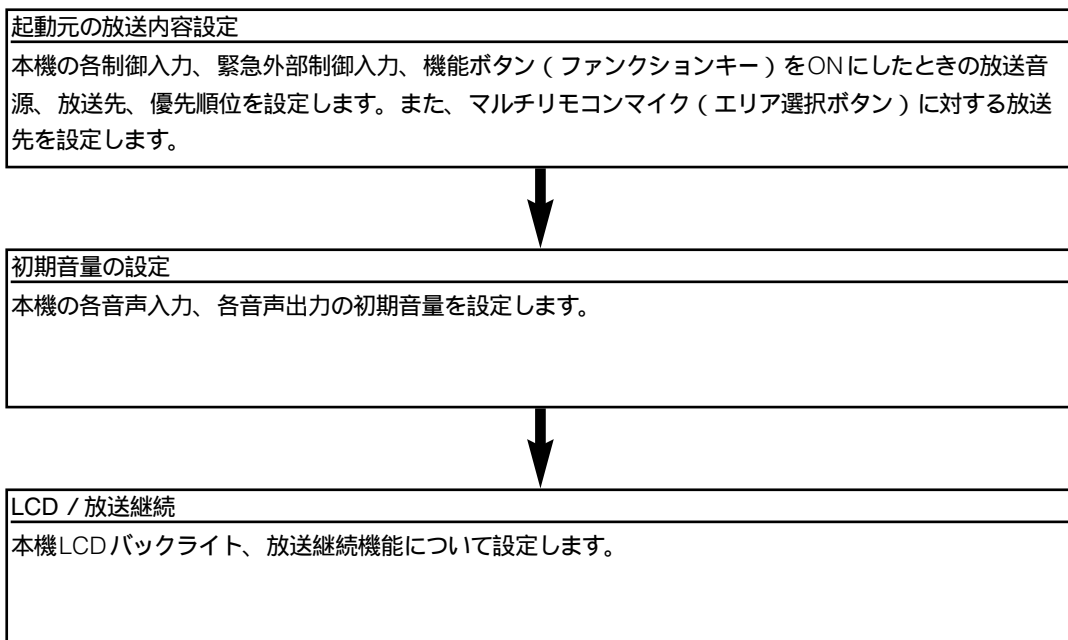 起動元の放送内容設定
本機の各制御入力、緊急外部制御入力、機能ボタン（ファンクションキー）をONにしたときの放送音
源、放送先、優先順位を設定します。また、マルチリモコンマイク（エリア選択ボタン）に対する放送
先を設定します。
初期音量の設定
本機の各音声入力、各音声出力の初期音量を設定します。
LCD／放送継続
本機LCDバックライト、放送継続機能について設定します。